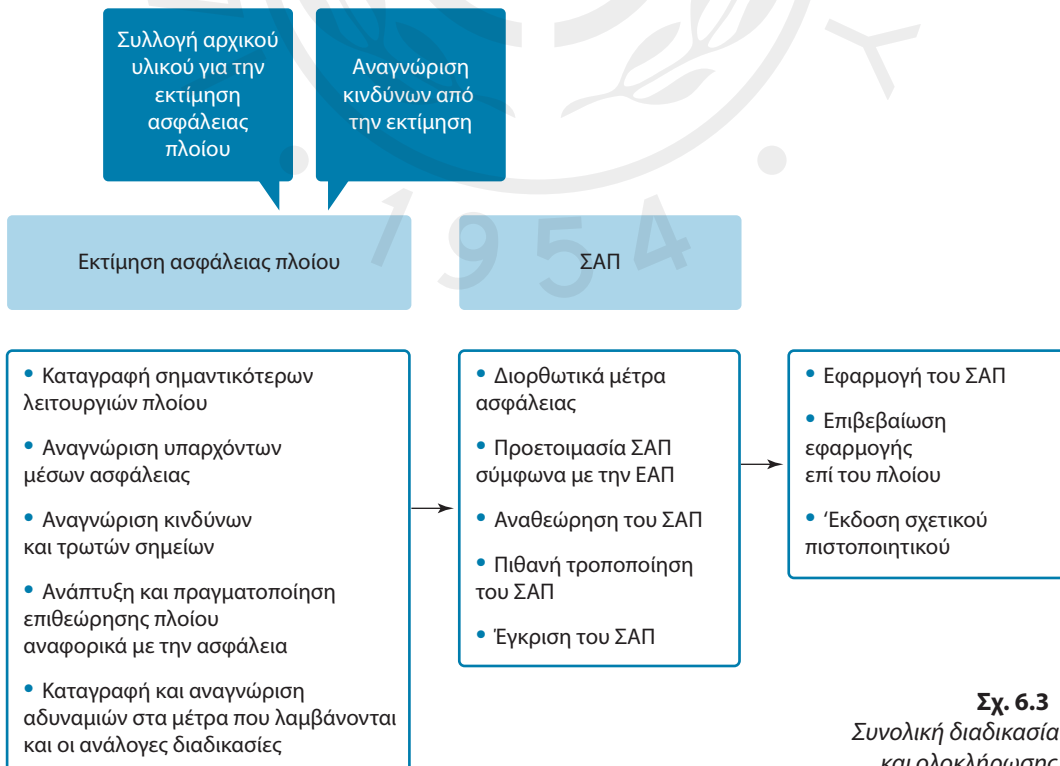 Συλλογή αρχικού
υλικού για την
εκτίμηση
ασφάλειας
πλοίου
Αναγνώριση
κινδύνων από
την εκτίμηση
1954
Εκτίμηση ασφάλειας πλοίου
ΣΑΠ
• Καταγραφή σημαντικότερων
λειτουργιών πλοίου
• Αναγνώριση υπαρχόντων
μέσων ασφάλειας
• Αναγνώριση κινδύνων
και τρωτών σημείων
• Ανάπτυξη και πραγματοποίηση
επιθεώρησης πλοίου
αναφορικά με την ασφάλεια
• Καταγραφή και αναγνώριση
αδυναμιών στα μέτρα που λαμβάνονται
και οι ανάλογες διαδικασίες
• Διορθωτικά μέτρα
ασφάλειας
• Προετοιμασία ΣΑΠ
σύμφωνα με την ΕΑΠ
• Αναθεώρηση του ΣΑΠ
• Πιθανή τροποποίηση
του ΣΑΠ
• Έγκριση του ΣΑΠ
• Εφαρμογή του ΣΑΠ
• Επιβεβαίωση
εφαρμογής
επί του πλοίου
• Έκδοση σχετικού
πιστοποιητικού
Σχ. 6.3
Συνολική διαδικασία
και ολοκλήρωσης